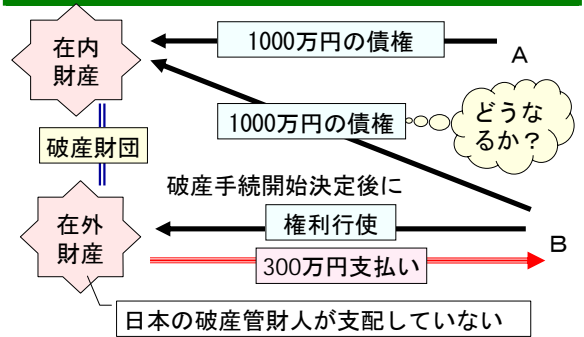 在内
財産
1000万円の債権
A
1000万円の債権
どうな
るか？
破産財団
破産手続開始決定後に
在外
財産
権利行使
B
300万円支払い
日本の破産管財人が支配していない